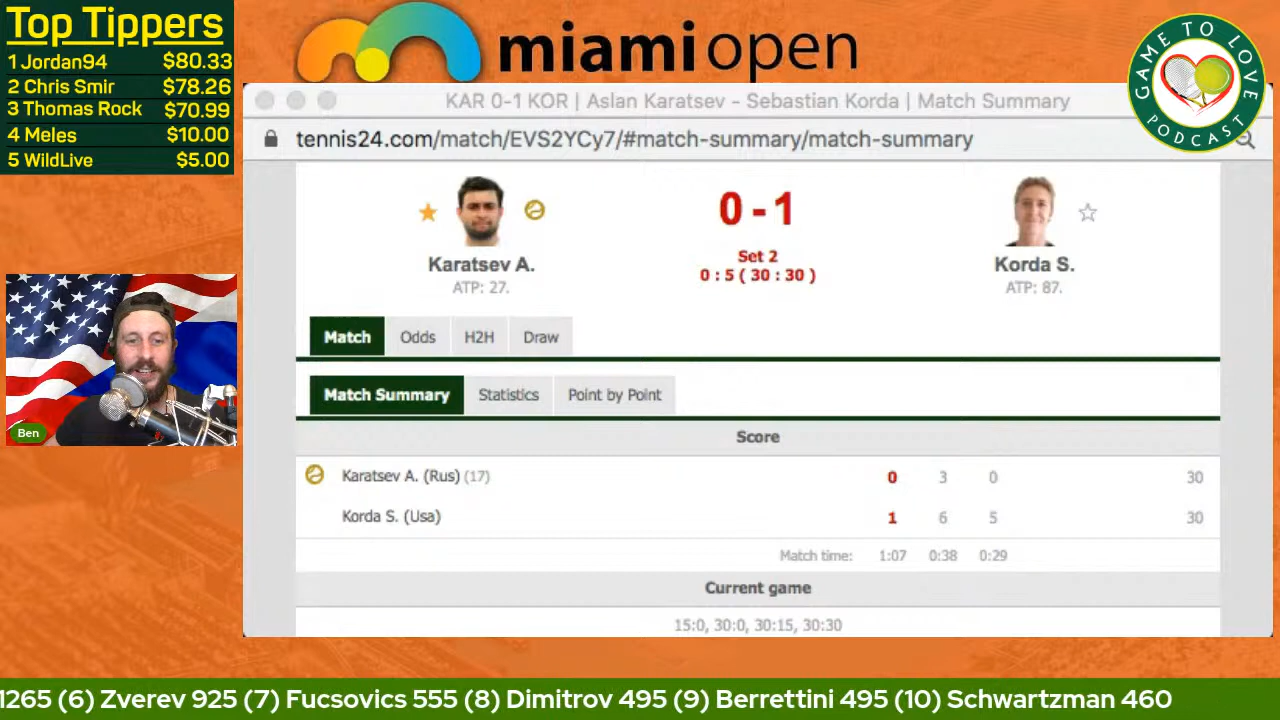 Top Tippers
1 Jordan94 $80.33
2 Chris Smir $78.26
3 Thomas Rock $70.99
4 Meles $10.00
5 WildLive $5.00
miami open
GAME TO LOVE
PODCAST
KAR 0-1 KOR | Aslan Karatsev - Sebastian Korda | Match Summary
tennis24.com/match/EVS2YCy7/#match-summary/match-summary
0 - 1
Set 2
0 : 5 ( 30 : 30 )
Karatsev A.
ATP: 27.
Korda S.
ATP: 87.
Match Odds H2H Draw
Match Summary Statistics Point by Point
Score
Karatsev A. (Rus) (17) 0 3 0 30
Korda S. (Usa) 1 6 5 30
Match time: 1:07 0:38 0:29
Current game
15:0, 30:0, 30:15, 30:30
Ben
1265 (6) Zverev 925 (7) Fucsovics 555 (8) Dimitrov 495 (9) Berrettini 495 (10) Schwartzman 460